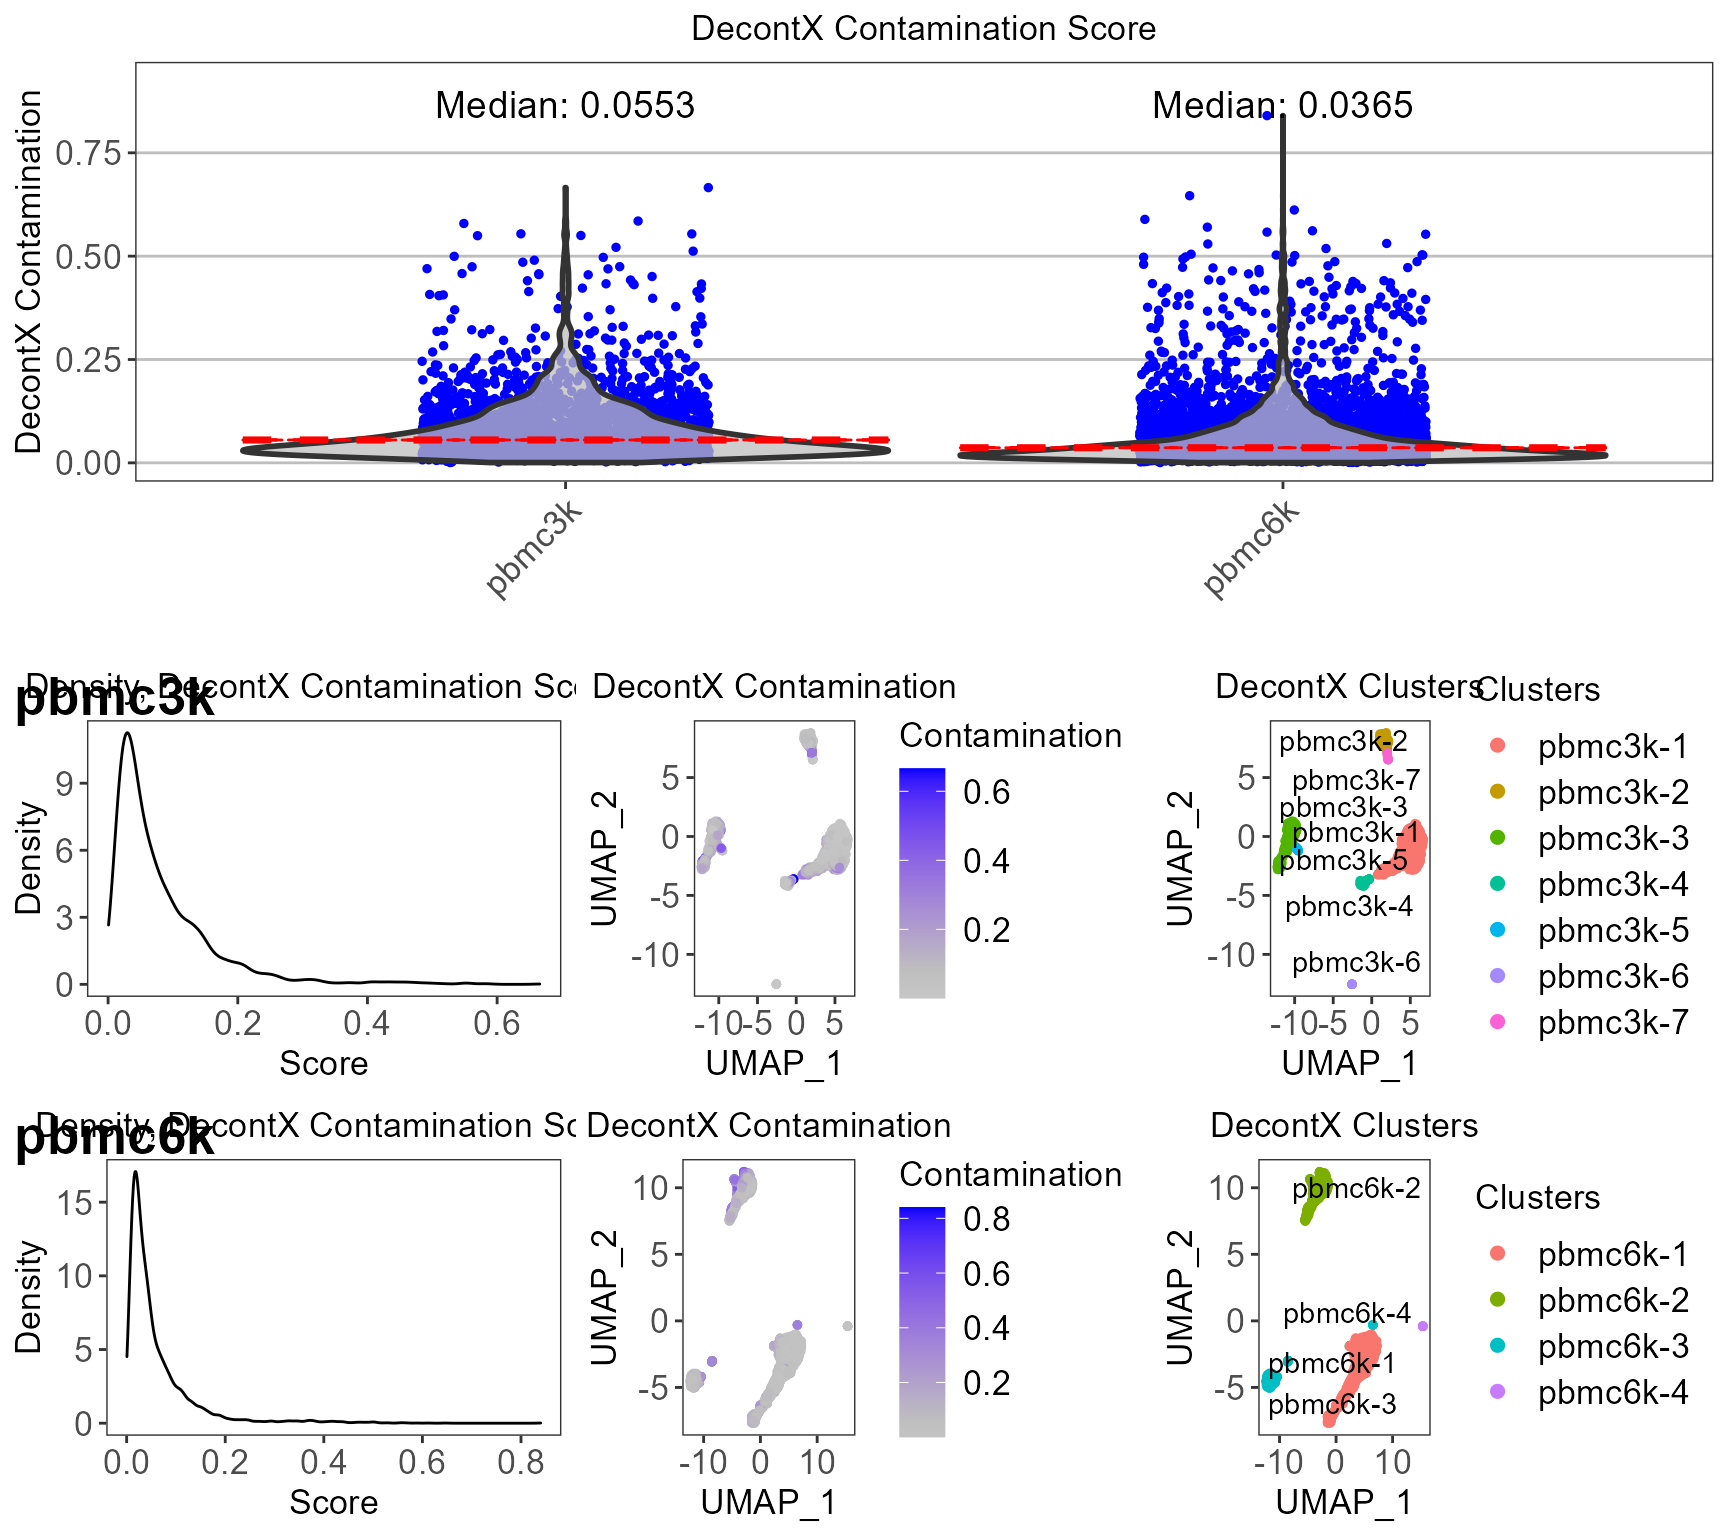 DecontX Contamination Score
DecontX Contamination
Median: 0.0553
Median: 0.0365
0.75
0.50
0.25
0.00
pbmc3k
pbmc6k
pbmc3k
Density, DecontX Contamination Sc
Density
9
6
3
0
0.0 0.2 0.4 0.6
Score
DecontX Contamination
UMAP_2
5
0
-5
-10
-10 -5 0 5
UMAP_1
Contamination
0.6
0.4
0.2
DecontX Clusters
UMAP_2
5
0
-5
-10
pbmc3k-2
pbmc3k-7
pbmc3k-3
pbmc3k-1
pbmc3k-5
pbmc3k-4
pbmc3k-6
-10 -5 0 5
UMAP_1
Clusters
pbmc3k-1
pbmc3k-2
pbmc3k-3
pbmc3k-4
pbmc3k-5
pbmc3k-6
pbmc3k-7
pbmc6k
Density, DecontX Contamination Sc
Density
15
10
5
0
0.0 0.2 0.4 0.6 0.8
Score
DecontX Contamination
UMAP_2
10
5
0
-5
-10 0 10
UMAP_1
Contamination
0.8
0.6
0.4
0.2
DecontX Clusters
UMAP_2
10
5
0
-5
pbmc6k-2
pbmc6k-4
pbmc6k-1
pbmc6k-3
-10 0 10
UMAP_1
Clusters
pbmc6k-1
pbmc6k-2
pbmc6k-3
pbmc6k-4